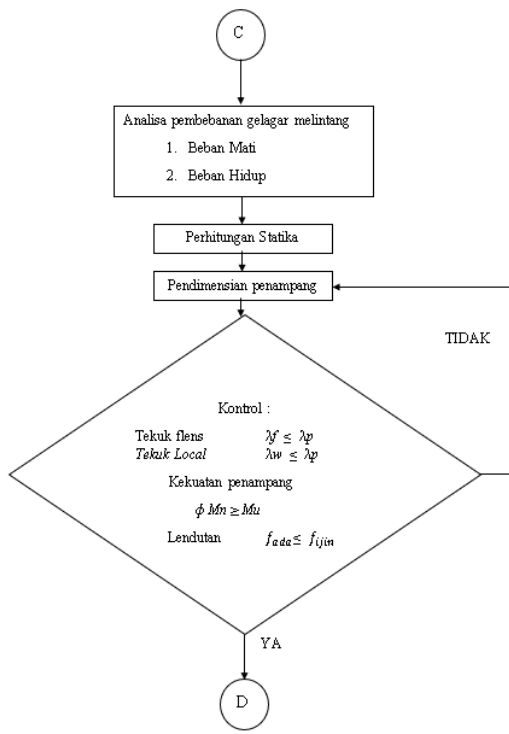 C
Analisa pembebanan gelagar melintang
1. Beban Mati
2. Beban Hidup
Perhitungan Statika
Pendimensian penampang
TIDAK
Kontrol :
Tekuk flens λf ≤ λp
Tekuk Local λw ≤ λp
Kekuatan penampang
ϕ Mn ≥ Mu
Lendutan f_ada ≤ f_ijin
YA
D